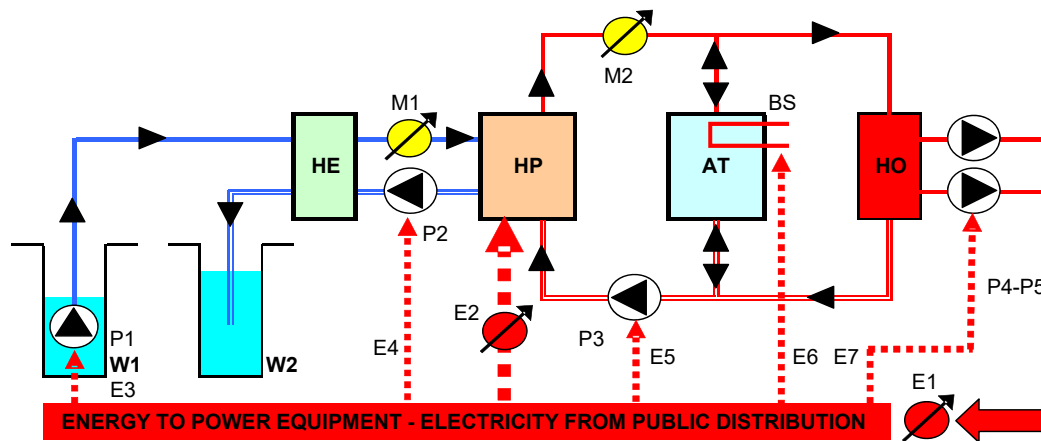 M2
BS
M1
HE
HP
AT
HO
P2
P4-P5
P1
W1
W2
E3
E4
E2
P3
E5
E6
E7
E1
ENERGY TO POWER EQUIPMENT - ELECTRICITY FROM PUBLIC DISTRIBUTION